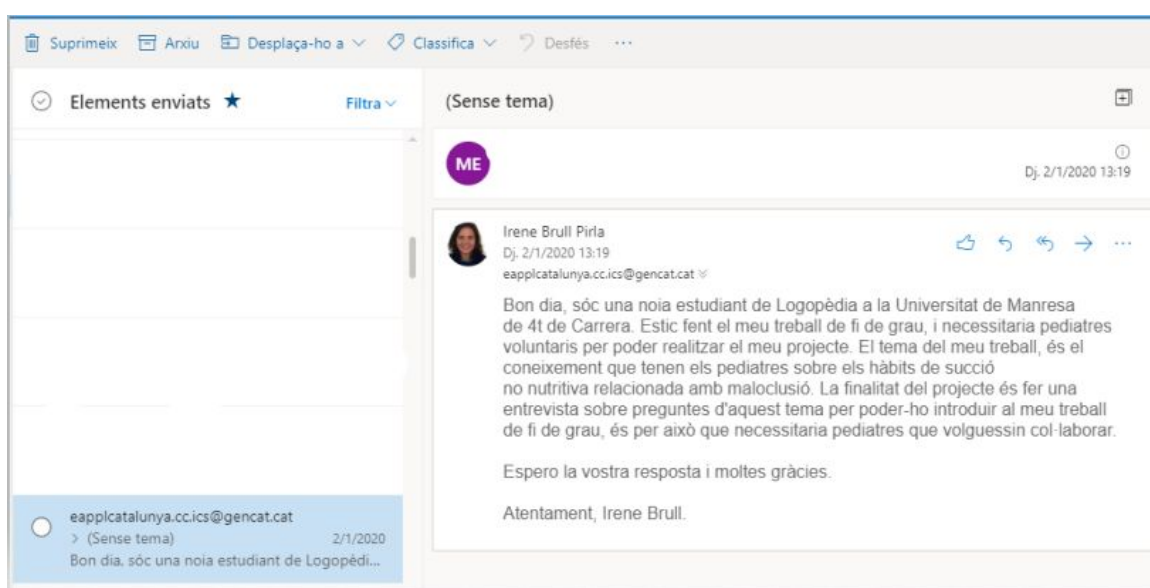 Suprimeix Arxiu Desplaça-ho a Classifica Desfés ...
Elements enviats Filtra
(Sense tema)
ME
Dj. 2/1/2020 13:19
Irene Brull Pirla
Dj. 2/1/2020 13:19
eapplcatalunya.cc.ics@gencat.cat
Bon dia, sóc una noia estudiant de Logopèdia a la Universitat de Manresa
de 4t de Carrera. Estic fent el meu treball de fi de grau, i necessitaria pediatres
voluntaris per poder realitzar el meu projecte. El tema del meu treball, és el
coneixement que tenen els pediatres sobre els hàbits de succió
no nutritiva relacionada amb maloclusió. La finalitat del projecte és fer una
entrevista sobre preguntes d'aquest tema per poder-ho introduir al meu treball
de fi de grau, és per això que necessitaria pediatres que volguessin col·laborar.
Espero la vostra resposta i moltes gràcies.
Atentament, Irene Brull.
eapplcatalunya.cc.ics@gencat.cat
> (Sense tema) 2/1/2020
Bon dia, sóc una noia estudiant de Logopèdi...